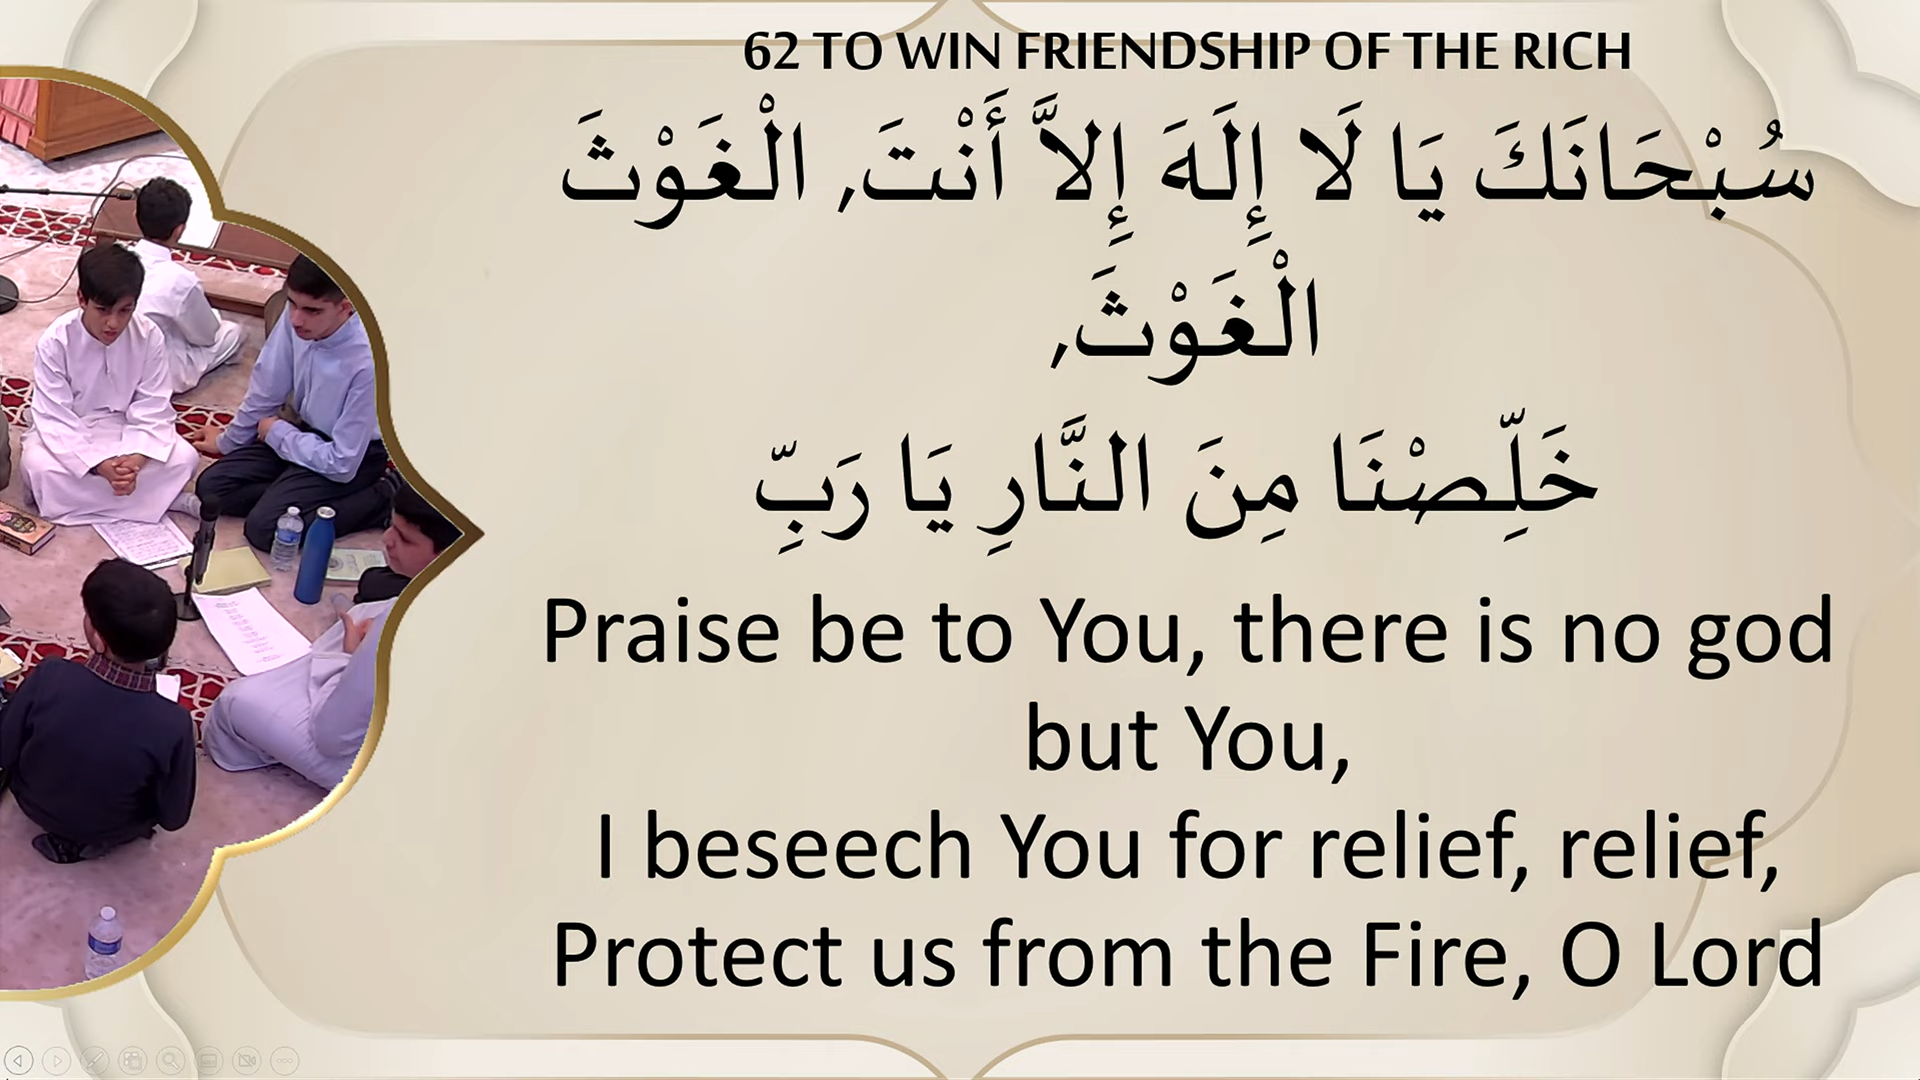 62 TO WIN FRIENDSHIP OF THE RICH
سُبْحَانَكَ يَا لَا إِلَهَ إِلاَّ أَنْتَ, الْغَوْثَ
الْغَوْثَ,
خَلِّصْنَا مِنَ النَّارِ يَا رَبِّ
Praise be to You, there is no god
but You,
I beseech You for relief, relief,
Protect us from the Fire, O Lord